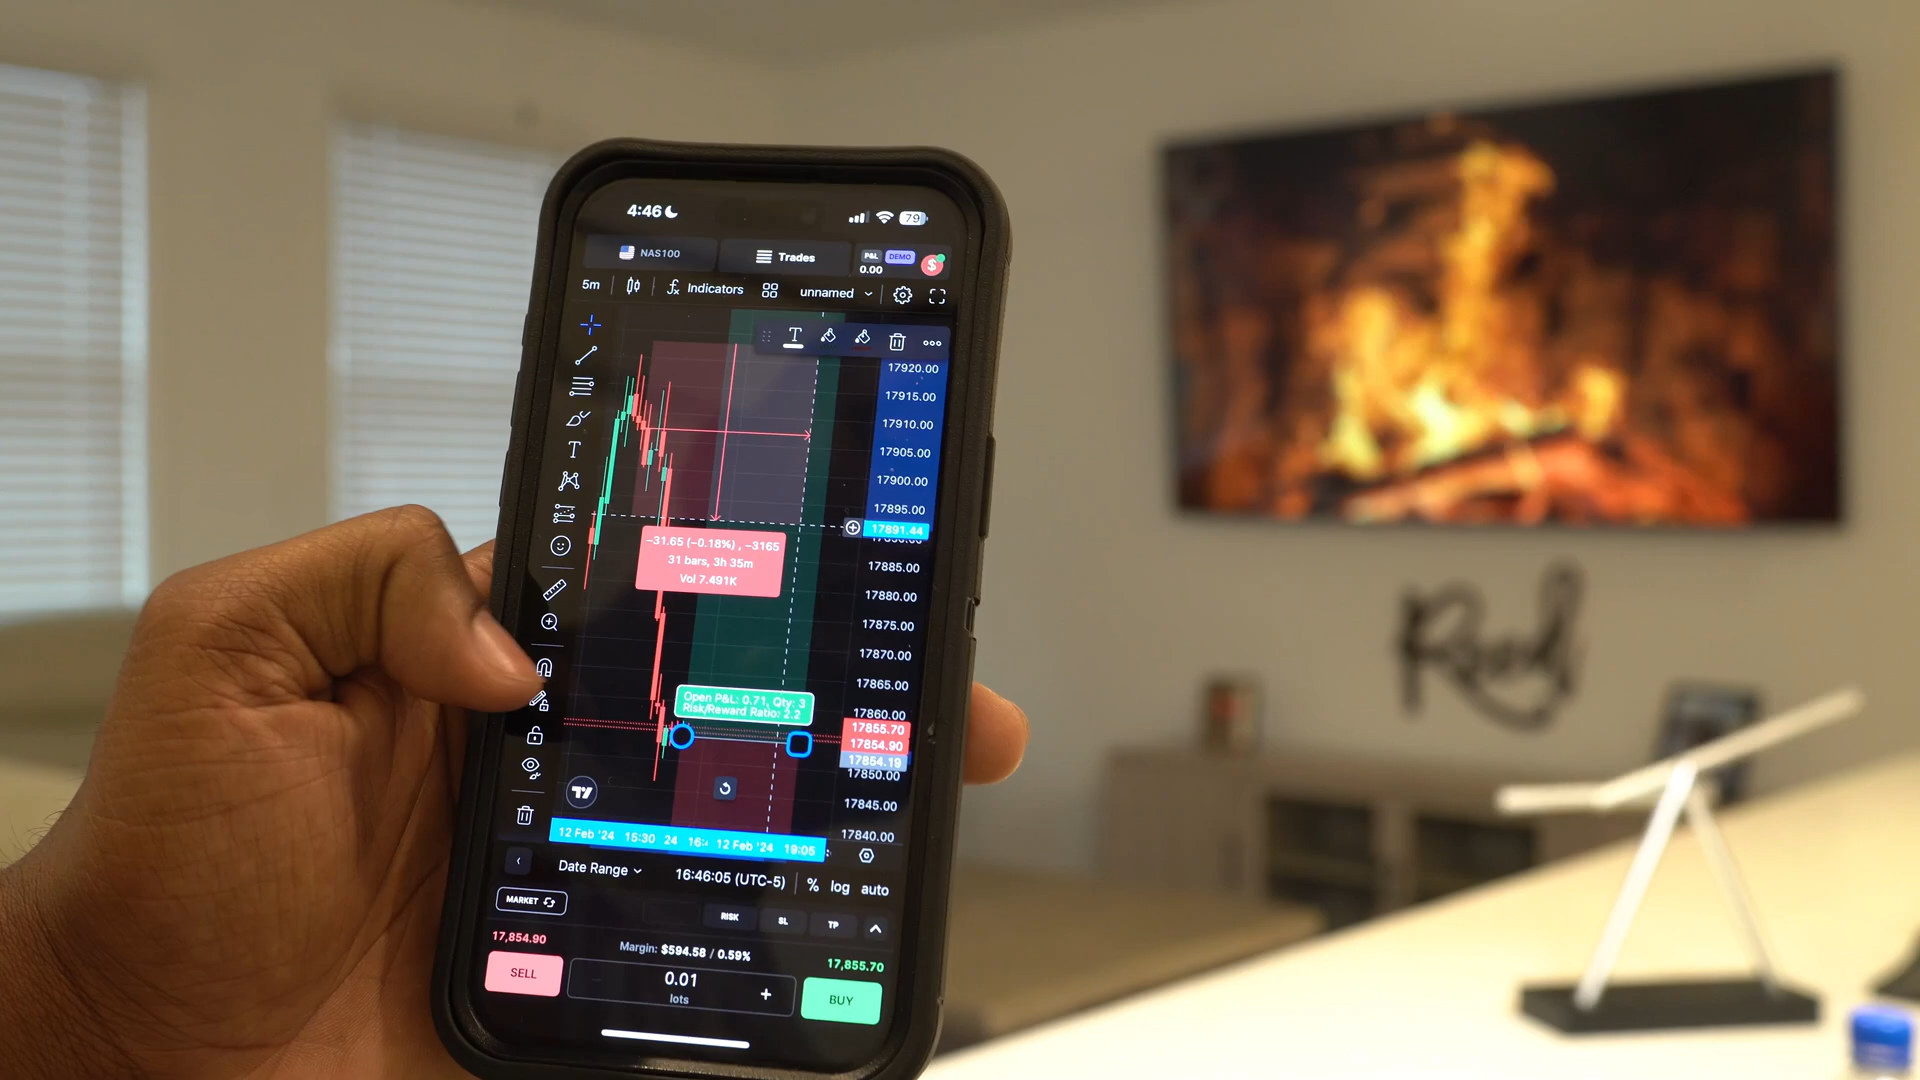 4:46
79
NAS100
Trades
P&L
DEMO
0.00
5m
Indicators
unnamed
T
17920.00
17915.00
17910.00
17905.00
T
17900.00
17895.00
17891.44
−31.65 (−0.18%) , −3165
31 bars, 3h 35m
Vol 7.491K
17885.00
17880.00
17875.00
17870.00
17865.00
Open P&L: 0.71, Qty: 3
Risk/Reward Ratio: 2.2
17860.00
17855.70
17854.90
17854.19
17850.00
17845.00
17840.00
12 Feb '24 15:30 24 16: 12 Feb '24 19:05
Date Range
16:46:05 (UTC-5)
% log auto
MARKET
RISK
SL
TP
17,854.90
Margin: $594.58 / 0.59%
17,855.70
SELL
0.01
lots
+
BUY